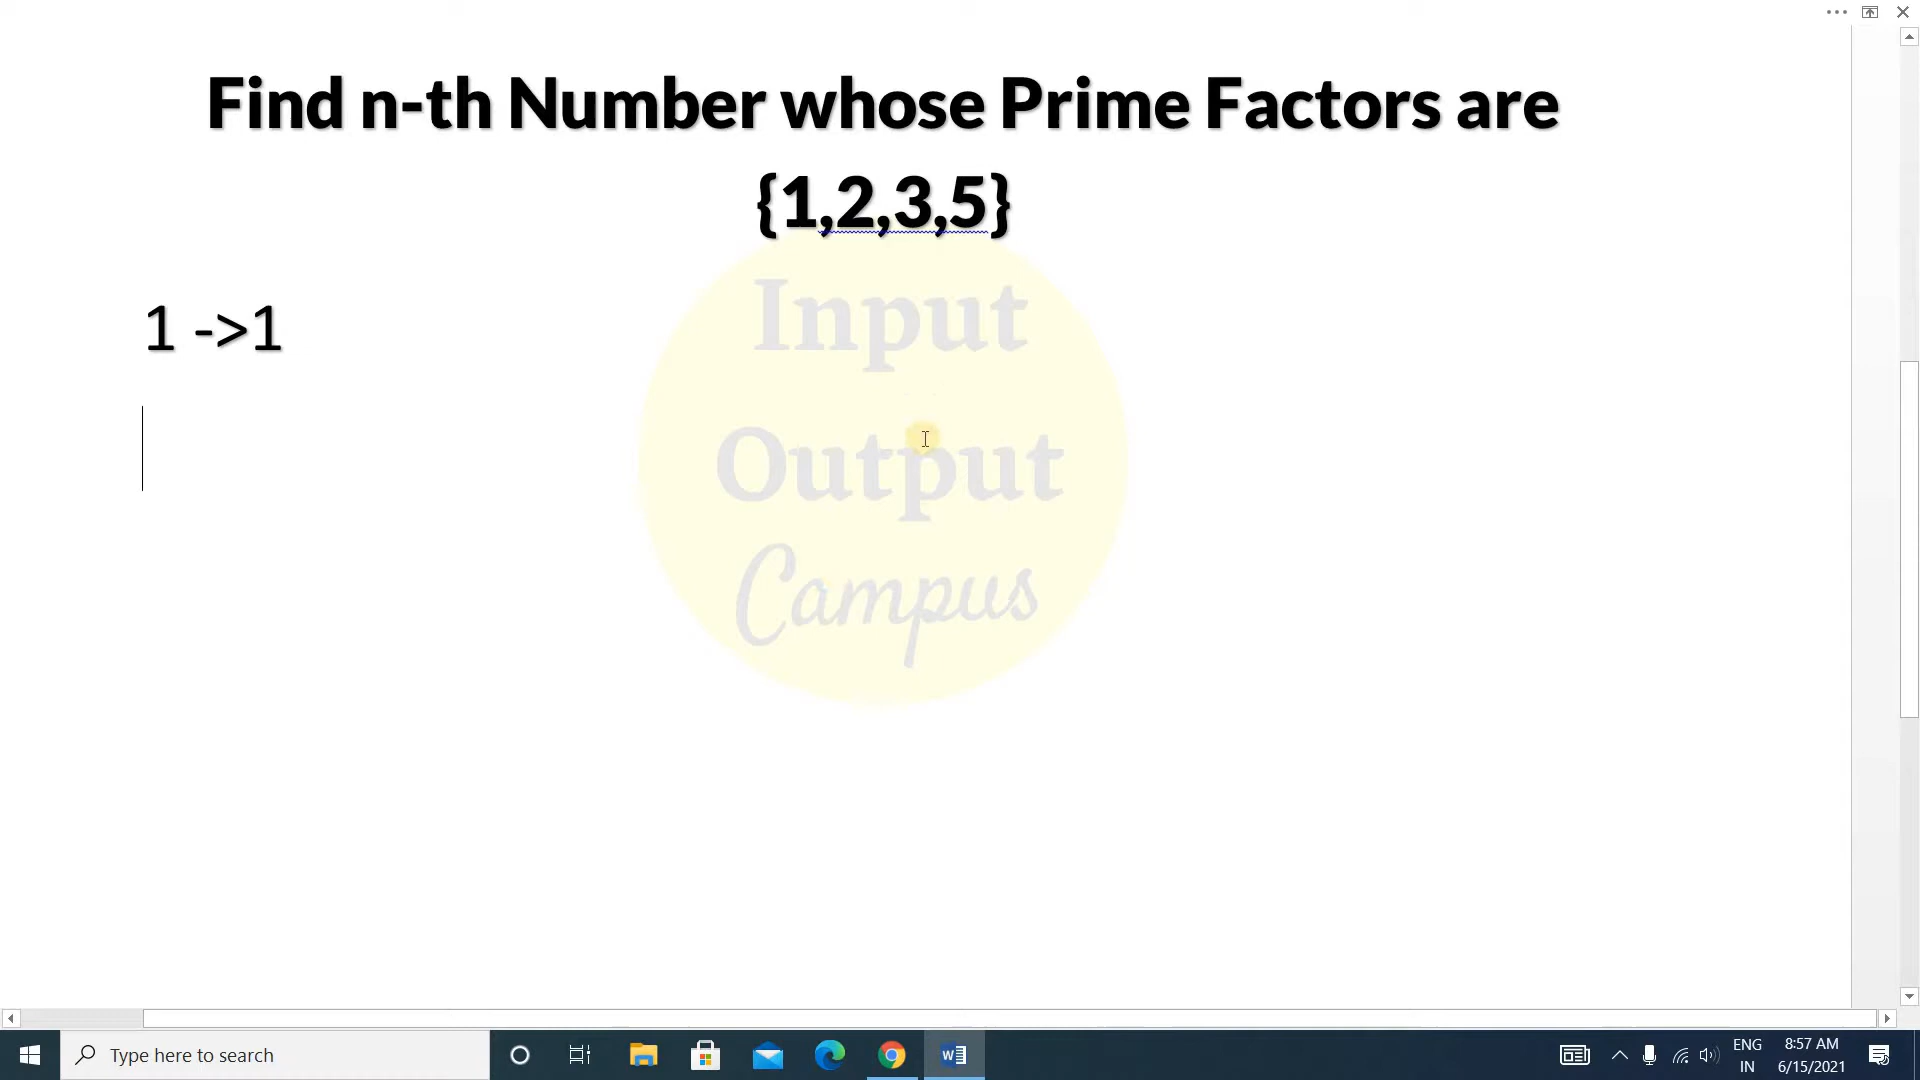 Find n-th Number whose Prime Factors are
{1,2,3,5}
Input
1 ->1
Output
Campus
Type here to search
W
ENG
IN
8:57 AM
6/15/2021